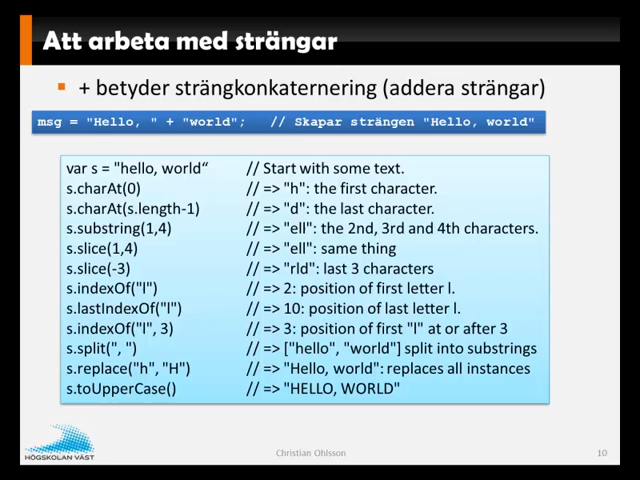 Att arbeta med strängar
+ betyder strängkonkaternering (addera strängar)
msg = "Hello, " + "world"; // Skapar strängen "Hello, world"
var s = "hello, world“ // Start with some text.
s.charAt(0) // => "h": the first character.
s.charAt(s.length-1) // => "d": the last character.
s.substring(1,4) // => "ell": the 2nd, 3rd and 4th characters.
s.slice(1,4) // => "ell": same thing
s.slice(-3) // => "rld": last 3 characters
s.indexOf("l") // => 2: position of first letter l.
s.lastIndexOf("l") // => 10: position of last letter l.
s.indexOf("l", 3) // => 3: position of first "l" at or after 3
s.split(", ") // => ["hello", "world"] split into substrings
s.replace("h", "H") // => "Hello, world": replaces all instances
s.toUpperCase() // => "HELLO, WORLD"
HÖGSKOLAN VÄST
Christian Ohlsson
10